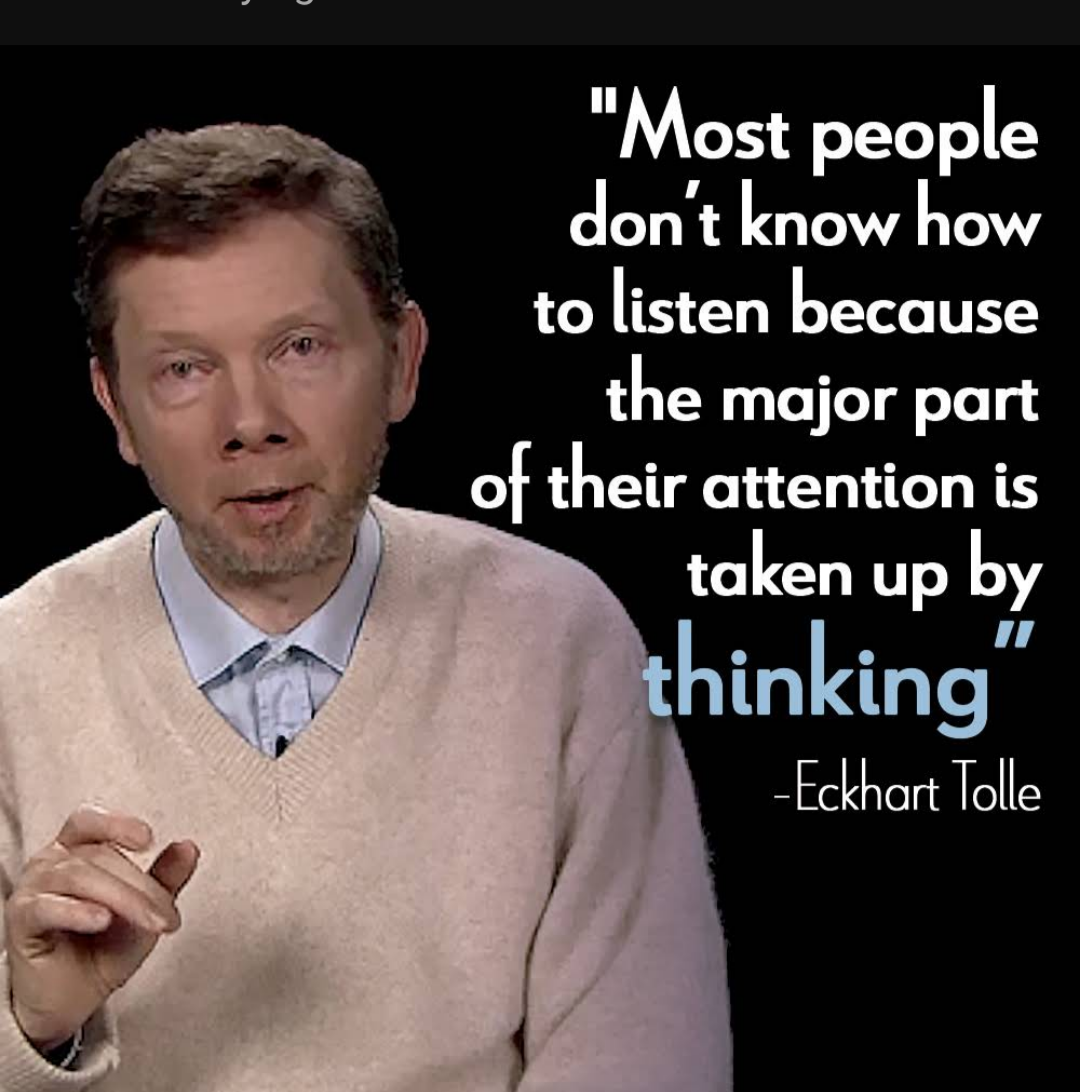 "Most people
don't know how
to listen because
the major part
of their attention is
taken up by
thinking"
-Eckhart Tolle